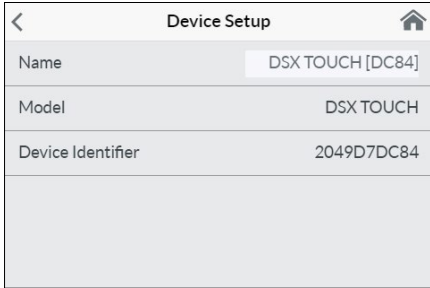 Device Setup
Name DSX TOUCH [DC84]
Model DSX TOUCH
Device Identifier 2049D7DC84